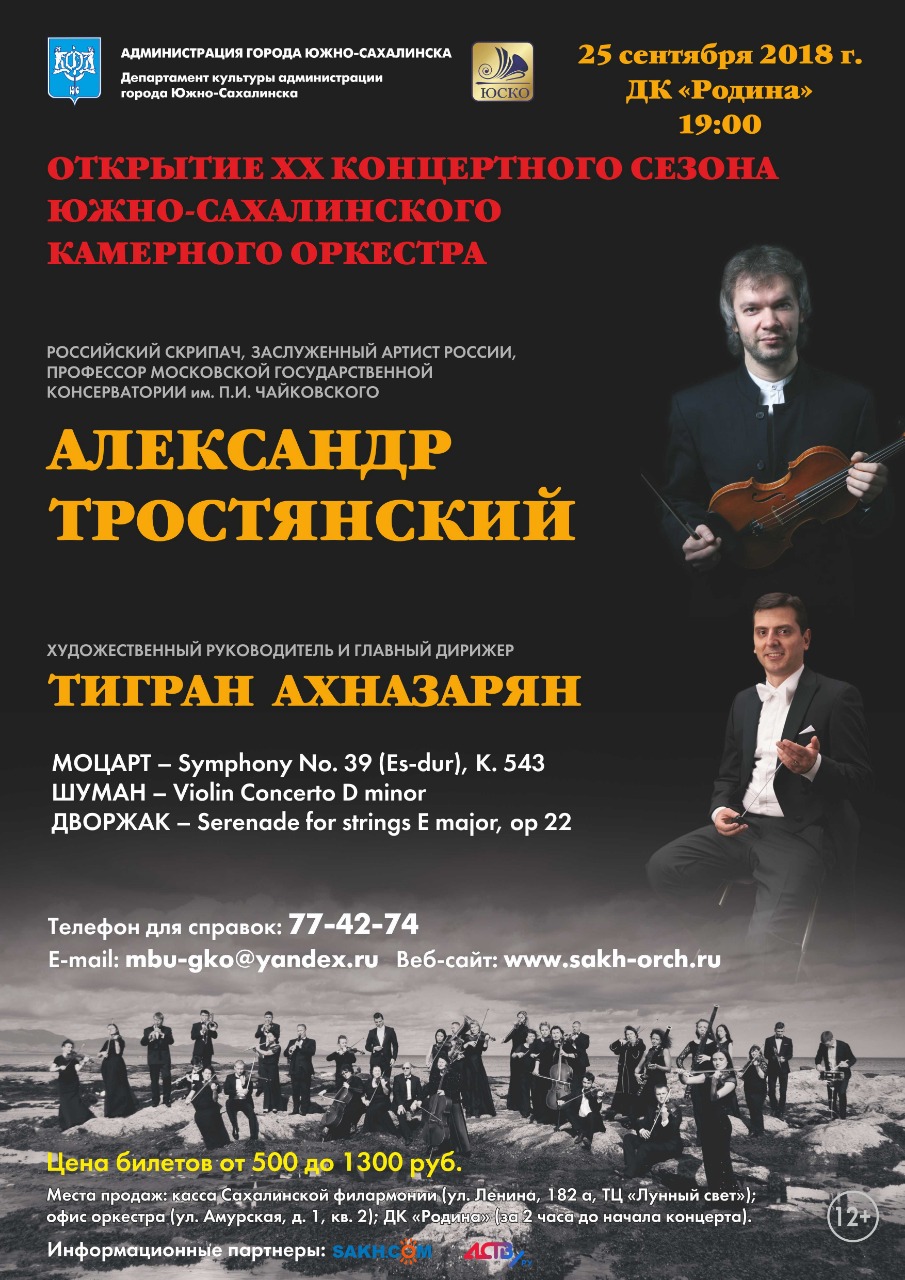 АДМИНИСТРАЦИЯ ГОРОДА ЮЖНО-САХАЛИНСКА
Департамент культуры администрации
города Южно-Сахалинска
ЮСКО
25 сентября 2018 г.
ДК «Родина»
19:00
ОТКРЫТИЕ XX КОНЦЕРТНОГО СЕЗОНА
ЮЖНО-САХАЛИНСКОГО
КАМЕРНОГО ОРКЕСТРА
РОССИЙСКИЙ СКРИПАЧ, ЗАСЛУЖЕННЫЙ АРТИСТ РОССИИ,
ПРОФЕССОР МОСКОВСКОЙ ГОСУДАРСТВЕННОЙ
КОНСЕРВАТОРИИ им. П.И. ЧАЙКОВСКОГО
АЛЕКСАНДР
ТРОСТЯНСКИЙ
ХУДОЖЕСТВЕННЫЙ РУКОВОДИТЕЛЬ И ГЛАВНЫЙ ДИРИЖЕР
ТИГРАН АХНАЗАРЯН
МОЦАРТ – Symphony No. 39 (Es-dur), K. 543
ШУМАН – Violin Concerto D minor
ДВОРЖАК – Serenade for strings E major, op 22
Телефон для справок: 77-42-74
E-mail: mbu-gko@yandex.ru Веб-сайт: www.sakh-orch.ru
Цена билетов от 500 до 1300 руб.
Места продаж: касса Сахалинской филармонии (ул. Ленина, 182 а, ТЦ «Лунный свет»);
офис оркестра (ул. Амурская, д. 1, кв. 2); ДК «Родина» (за 2 часа до начала концерта).
12+
Информационные партнеры: SAKH.COM АСТВ.ру